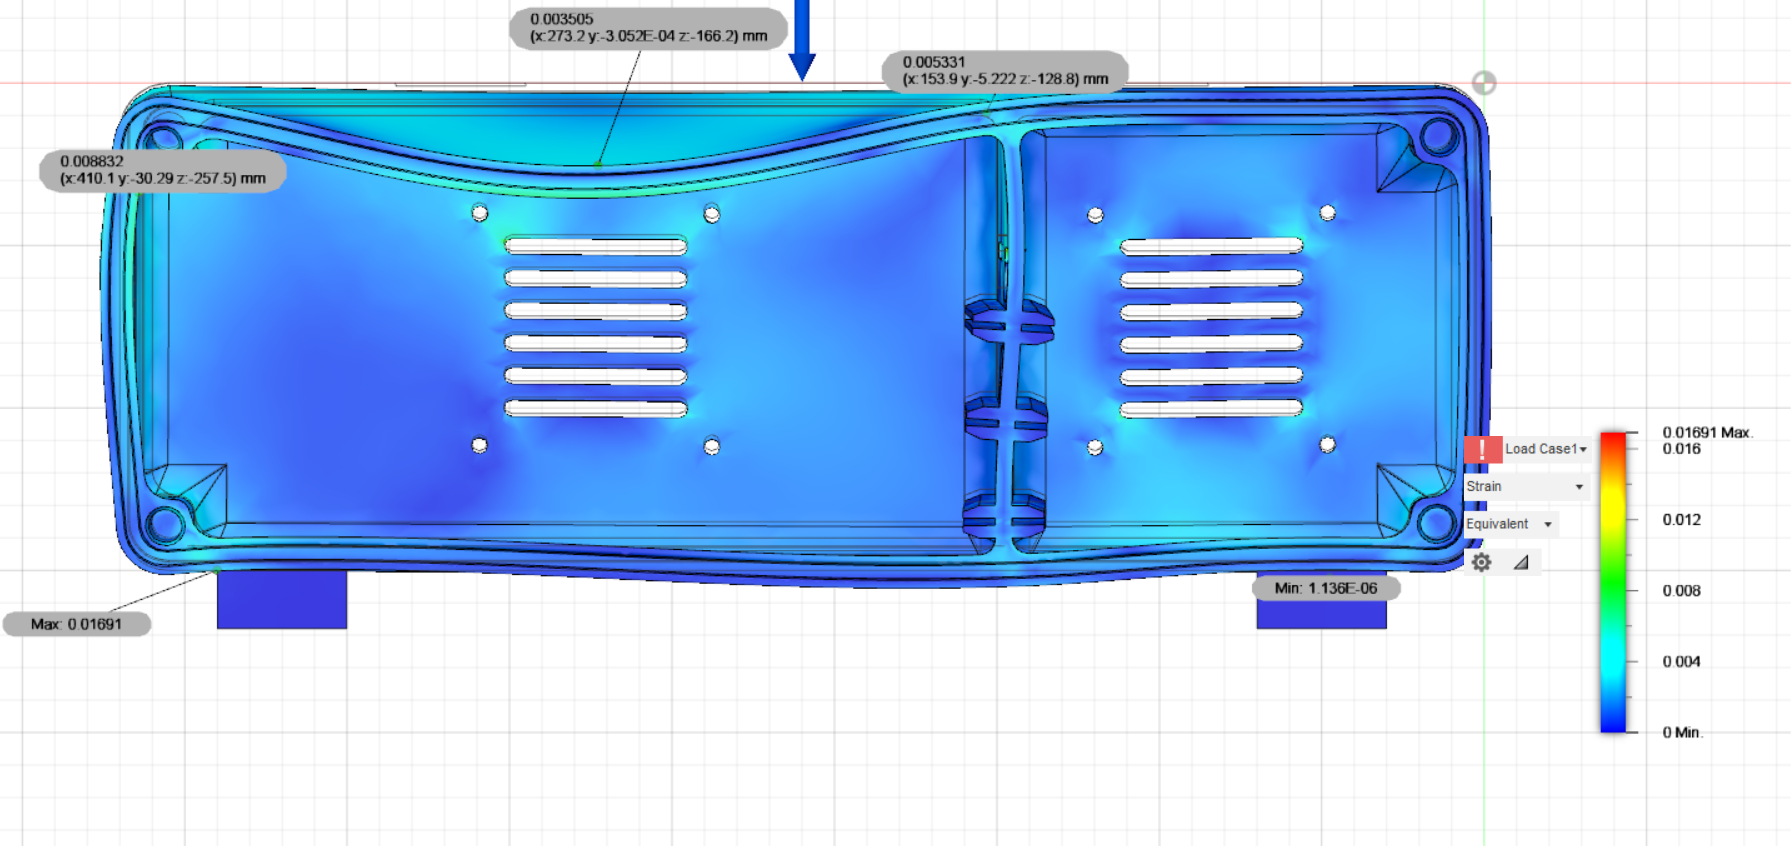 0.003505
(x:273.2 y:-3.052E-04 z:-166.2) mm
0.005331
(x:153.9 y:-5.222 z:-128.8) mm
0.008832
(x:410.1 y:-30.29 z:-257.5) mm
Max: 0.01691
Min: 1.136E-06
! Load Case1
Strain
Equivalent
0.01691 Max.
0.016
0.012
0.008
0.004
0 Min.